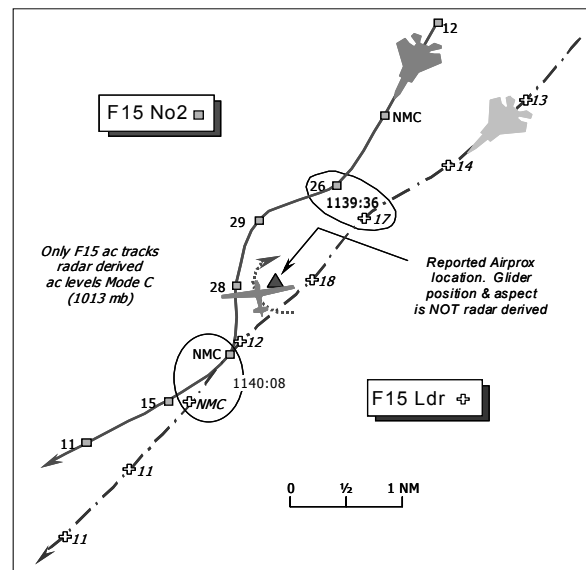 12
F15 No2
13
NMC
14
26
1139:36
17
29
Only F15 ac tracks
radar derived
ac levels Mode C
(1013 mb)
Reported Airprox
location. Glider
position & aspect
is NOT radar derived
18
28
12
NMC
1140:08
F15 Ldr
15
NMC
11
11
0 ½ 1 NM
11